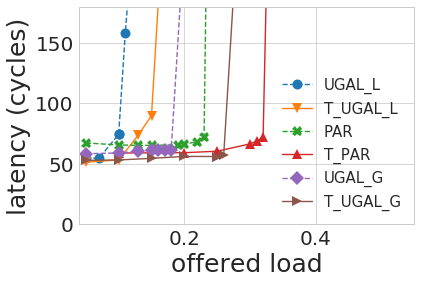 latency (cycles)
150
100
50
0
0.2
0.4
offered load
UGAL_L
T_UGAL_L
PAR
T_PAR
UGAL_G
T_UGAL_G